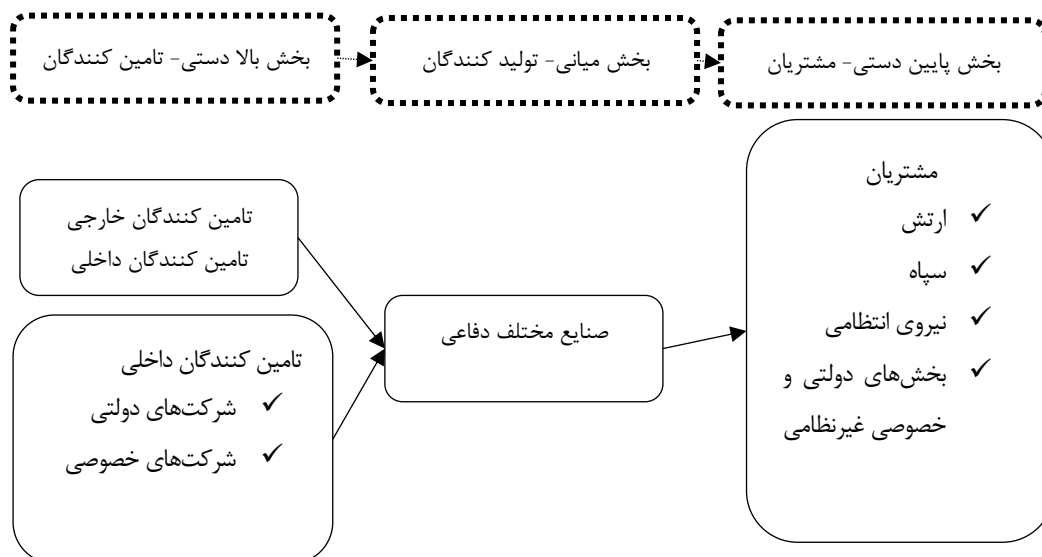 بخش بالا دستی- تامین کنندگان
بخش میانی- تولید کنندگان
بخش پایین دستی- مشتریان
تامین کنندگان خارجی
تامین کنندگان داخلی
تامین کنندگان داخلی
✓ شرکت‌های دولتی
✓ شرکت‌های خصوصی
صنایع مختلف دفاعی
مشتریان
✓ ارتش
✓ سپاه
✓ نیروی انتظامی
✓ بخش‌های دولتی و
خصوصی غیرنظامی